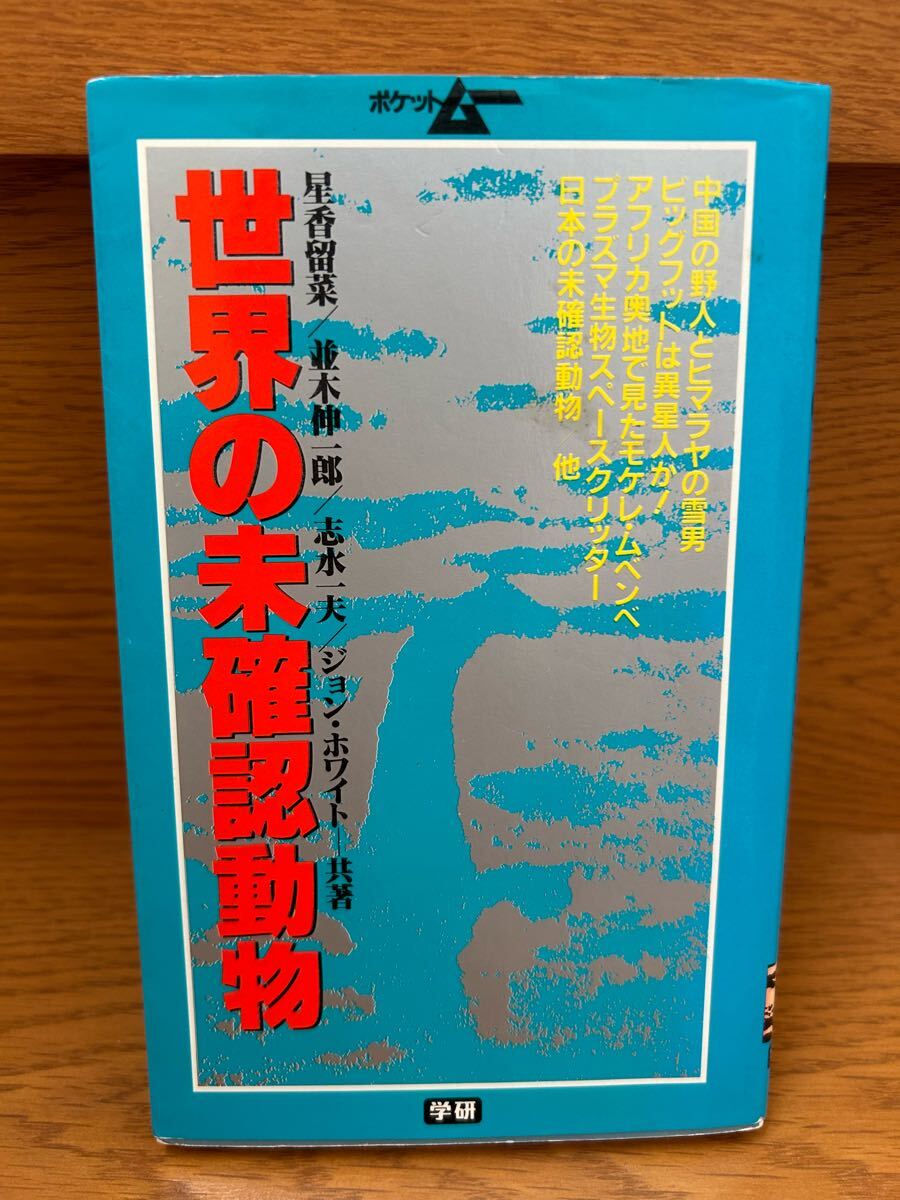 ポケットムー
中国の野人とヒマラヤの雪男
ビッグフットは異星人か!
アフリカ奥地で見たモケレ・ムベンベ
プラズマ生物スペースクリッター
日本の未確認動物/他
星香留菜/並木伸一郎/志水一夫/ジョン・ホワイト=共著
世界の未確認動物
学研